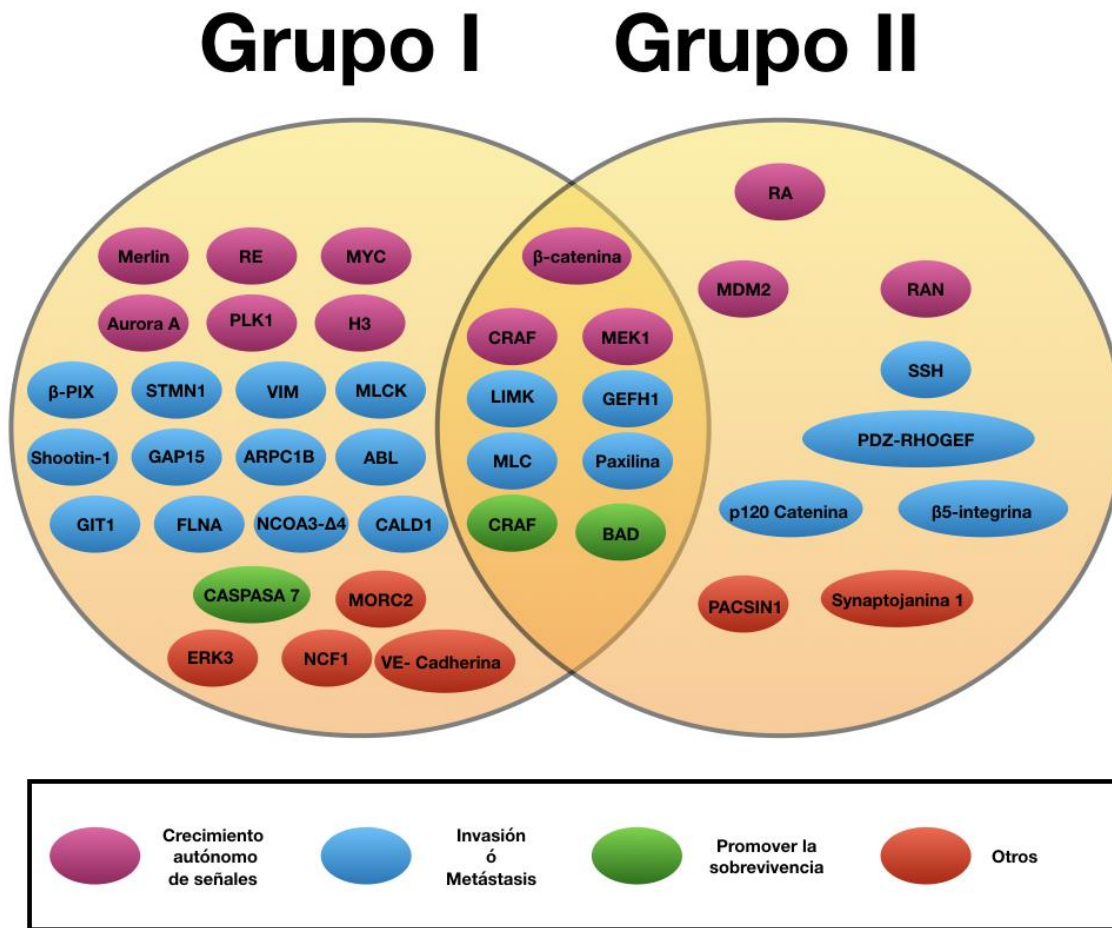 Grupo I Grupo II
RA
Merlin RE MYC β-catenina
MDM2 RAN
Aurora A PLK1 H3 CRAF MEK1
SSH
β-PIX STMN1 VIM MLCK LIMK GEFH1
PDZ-RHOGEF
Shootin-1 GAP15 ARPC1B ABL MLC Paxilina
p120 Catenina β5-integrina
GIT1 FLNA NCOA3-Δ4 CALD1 CRAF BAD
CASPASA 7 MORC2 PACSIN1 Synaptojanina 1
ERK3 NCF1 VE- Cadherina
Crecimiento
autónomo
de señales
Invasión
ó
Metástasis
Promover la
sobrevivencia
Otros